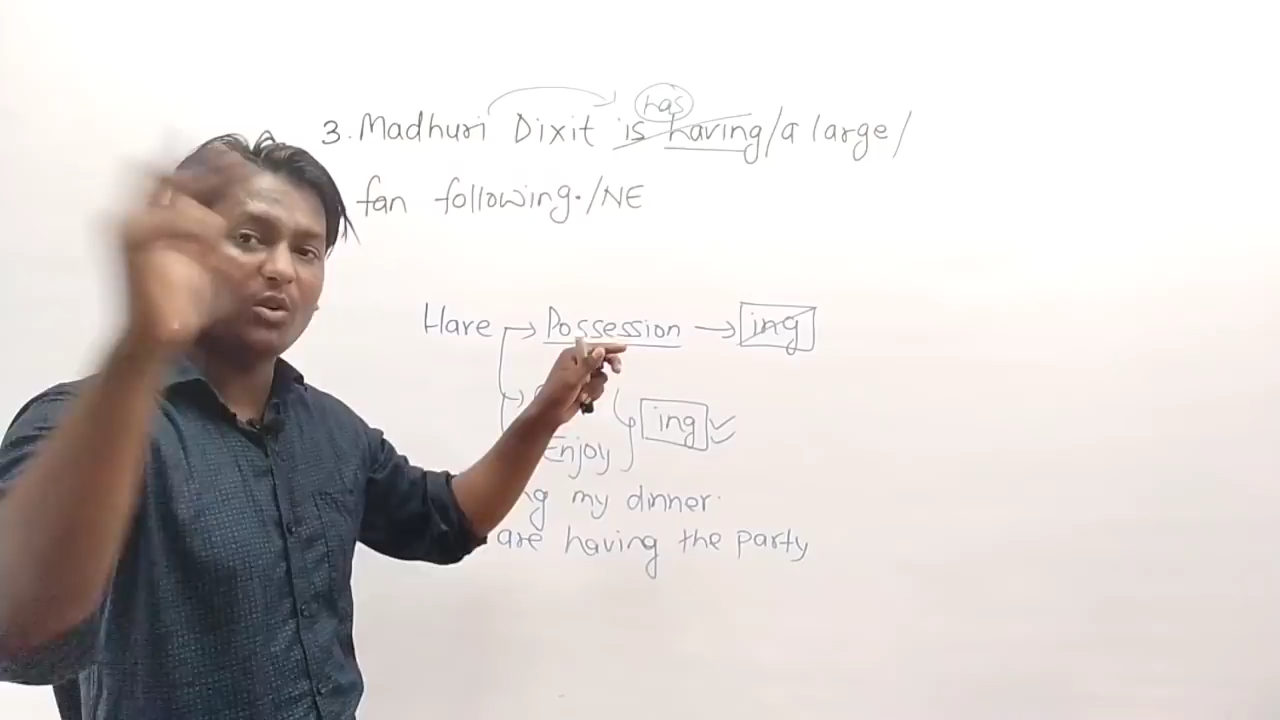 has
3. Madhuri Dixit is having/a large/
fan following./NE
Have → Possession → ing
ing
Enjoy
my dinner.
are having the party